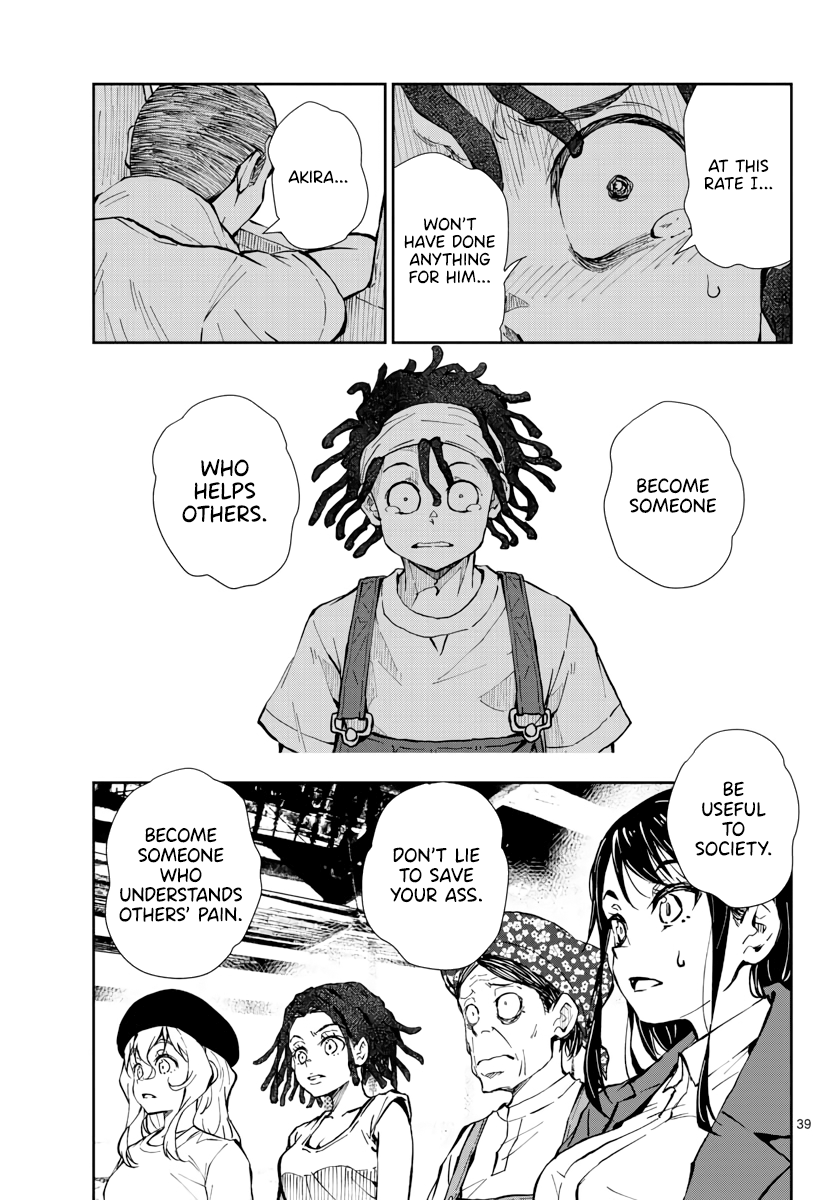 AT THIS
RATE I...
WON'T
HAVE DONE
ANYTHING
FOR HIM...
AKIRA...
BECOME
SOMEONE
WHO
HELPS
OTHERS.
BE
USEFUL
TO
SOCIETY.
DON'T LIE
TO SAVE
YOUR ASS.
BECOME
SOMEONE
WHO
UNDERSTANDS
OTHERS' PAIN.
39